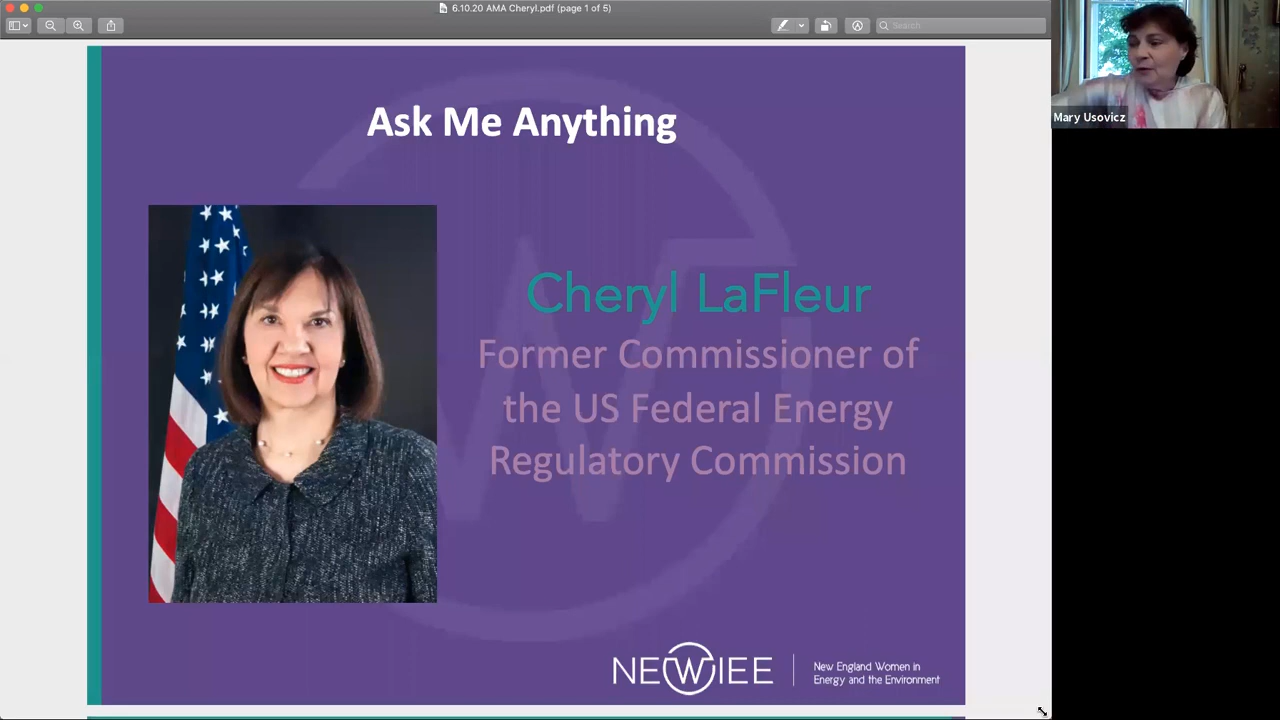 6.10.20 AMA Cheryl.pdf (page 1 of 5)
Search
Ask Me Anything
Cheryl LaFleur
Former Commissioner of
the US Federal Energy
Regulatory Commission
NEWIEE
New England Women in
Energy and the Environment
Mary Usovicz